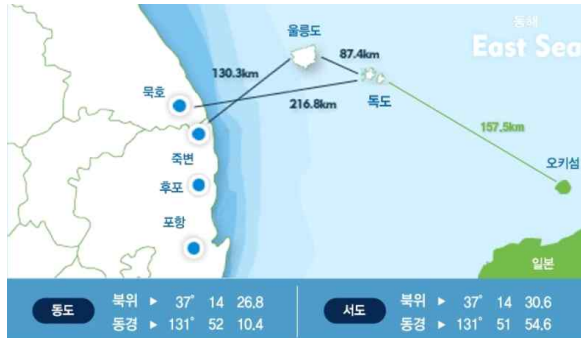 동해
East Sea
울릉도
87.4km
130.3km
묵호
216.8km
독도
157.5km
죽변
오키섬
후포
포항
일본
동도 북위 ▶ 37° 14 26.8
동경 ▶ 131° 52 10.4
서도 북위 ▶ 37° 14 30.6
동경 ▶ 131° 51 54.6